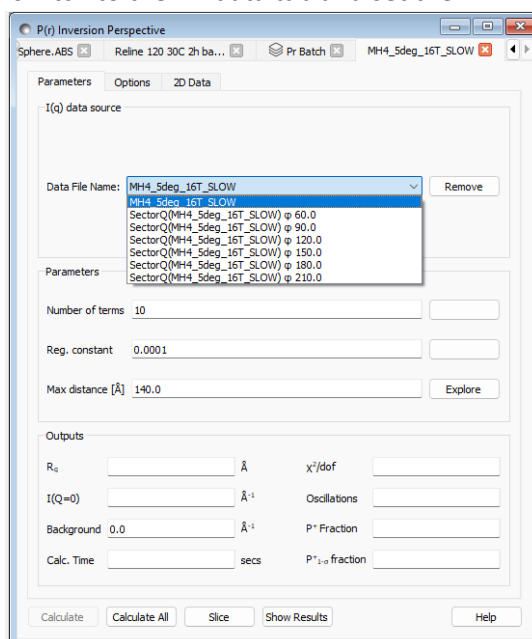 P(r) Inversion Perspective
Sphere.ABS Reline 120 30C 2h ba... Pr Batch MH4_5deg_16T_SLOW
Parameters Options 2D Data
I(q) data source
Data File Name: MH4_5deg_16T_SLOW Remove
MH4_5deg_16T_SLOW
SectorQ(MH4_5deg_16T_SLOW) φ 60.0
SectorQ(MH4_5deg_16T_SLOW) φ 90.0
SectorQ(MH4_5deg_16T_SLOW) φ 120.0
SectorQ(MH4_5deg_16T_SLOW) φ 150.0
SectorQ(MH4_5deg_16T_SLOW) φ 180.0
SectorQ(MH4_5deg_16T_SLOW) φ 210.0
Parameters
Number of terms 10
Reg. constant 0.0001
Max distance [Å] 140.0 Explore
Outputs
Rg Å χ²/dof
I(Q=0) Å⁻¹ Oscillations
Background 0.0 Å⁻¹ P⁺ Fraction
Calc. Time secs P⁺1-σ fraction
Calculate Calculate All Slice Show Results Help